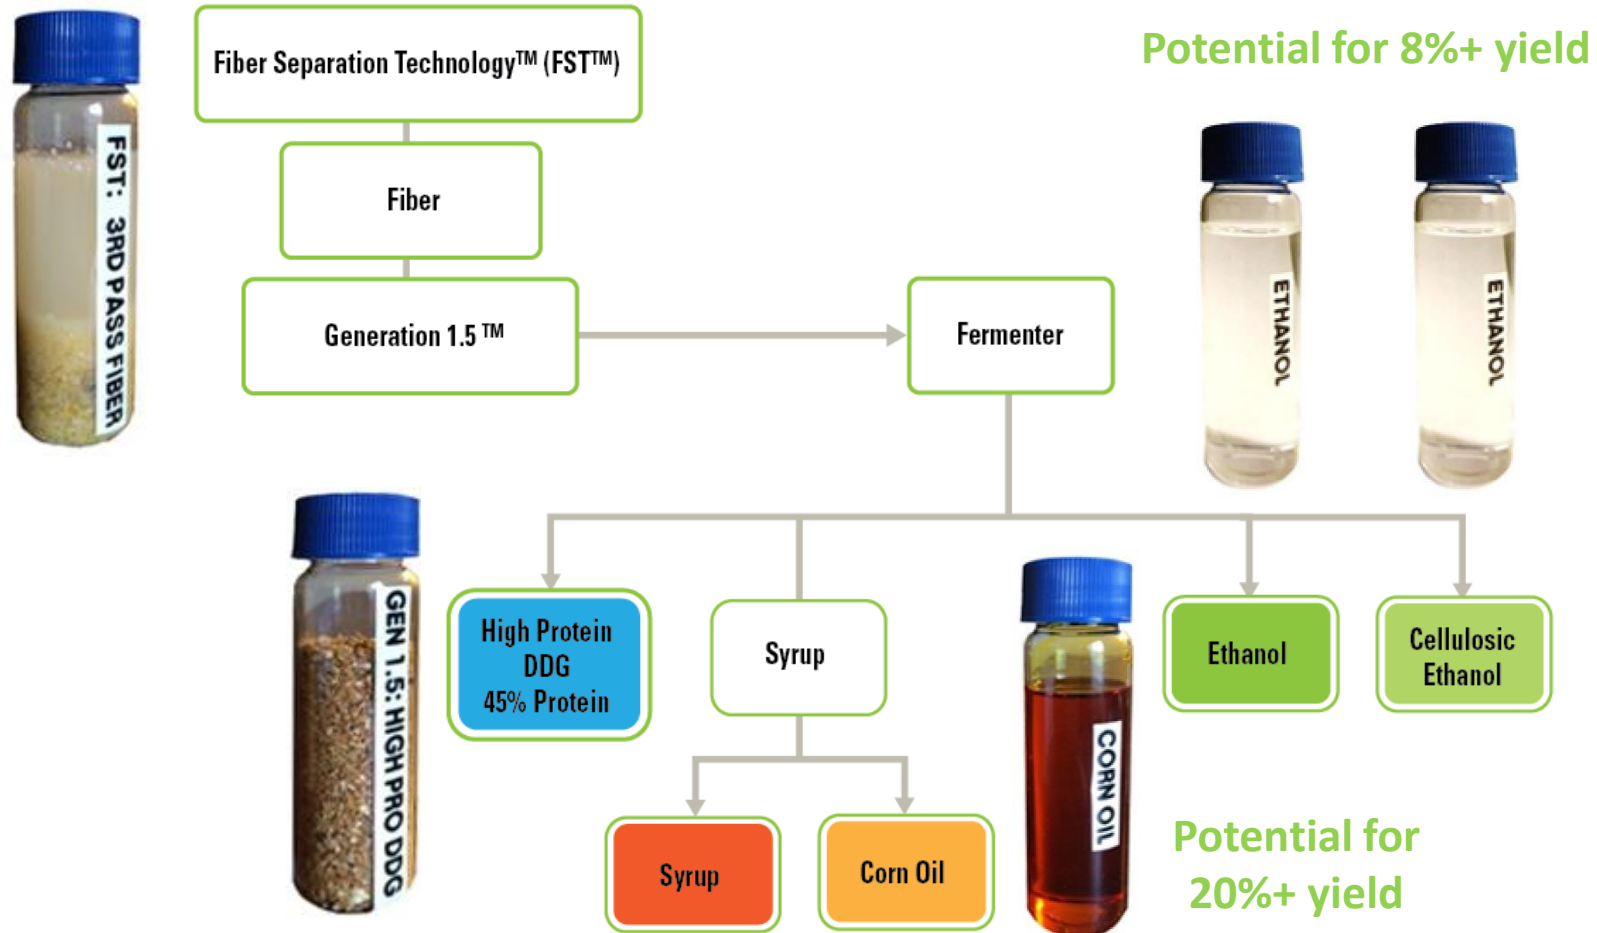 Fiber Separation Technology™ (FST™)
Potential for 8%+ yield
FST: 3RD PASS FIBER
Fiber
Generation 1.5 ™
Fermenter
ETHANOL
ETHANOL
GEN 1.5: HIGH PRO DDG
High Protein
DDG
45% Protein
Syrup
CORN OIL
Ethanol
Cellulosic
Ethanol
Syrup
Corn Oil
Potential for
20%+ yield